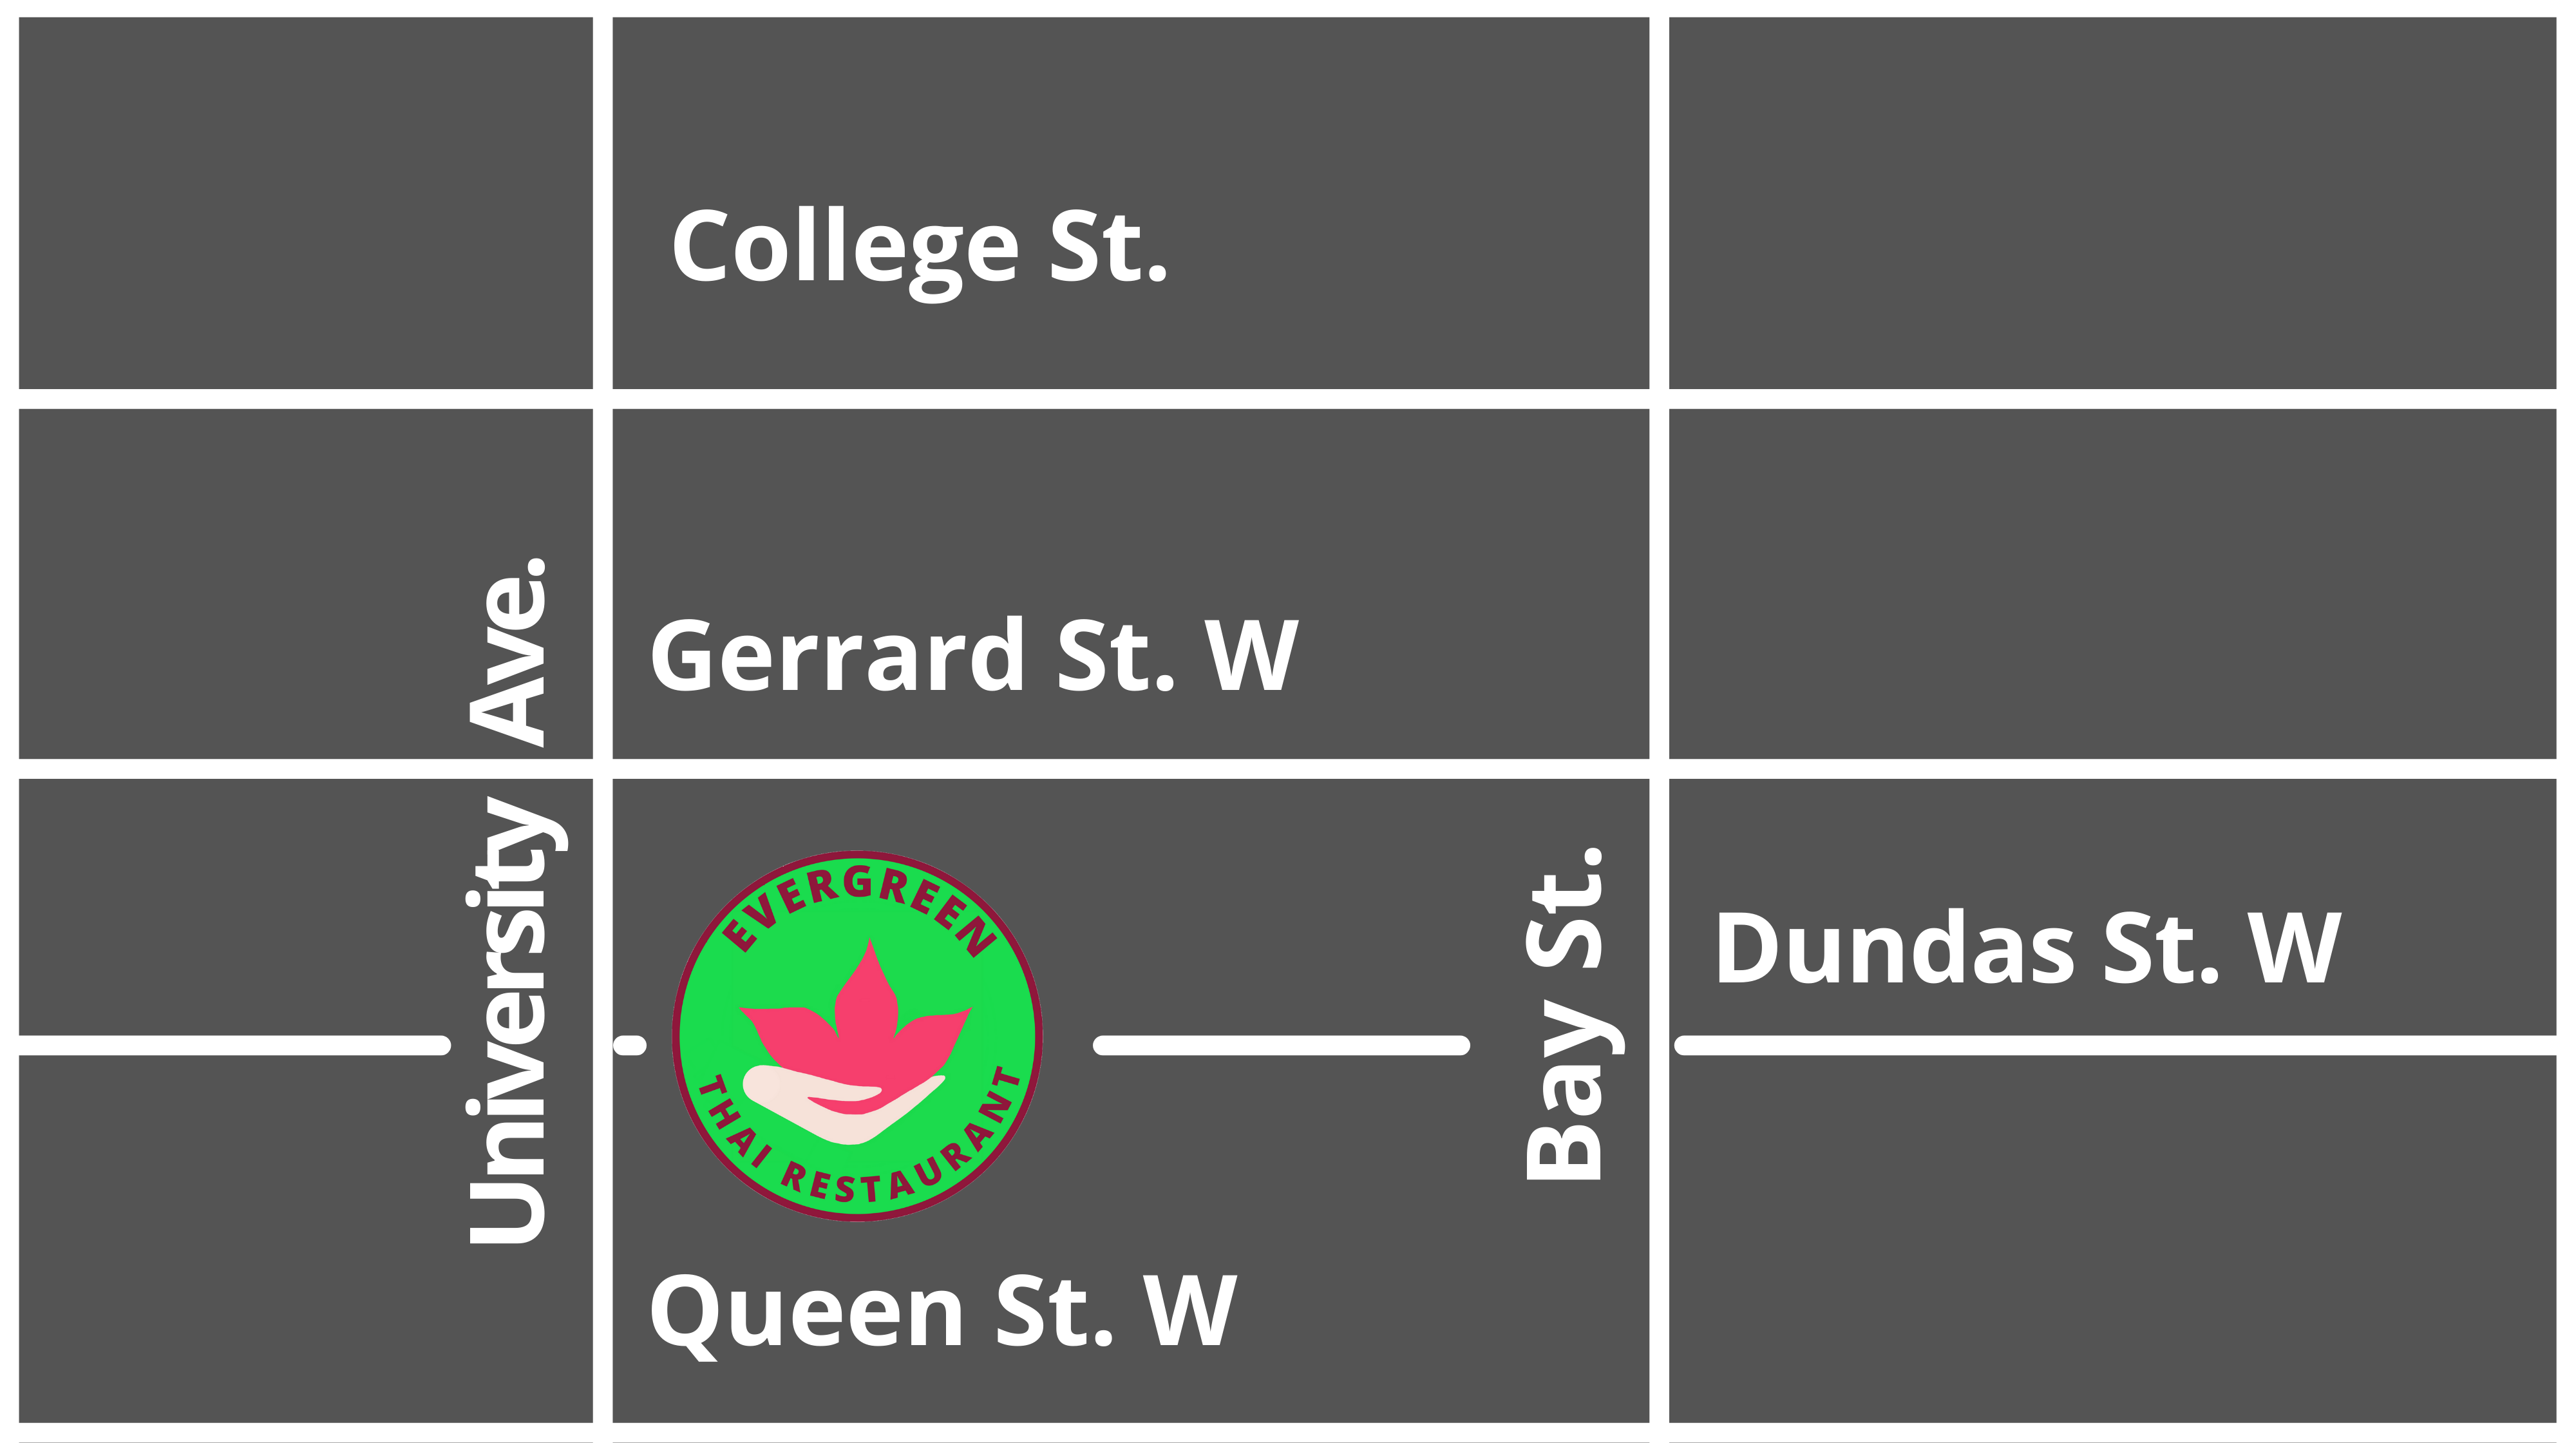 College St.
Gerrard St. W
University Ave.
EVERGREEN
THAI RESTAURANT
Bay St.
Dundas St. W
Queen St. W